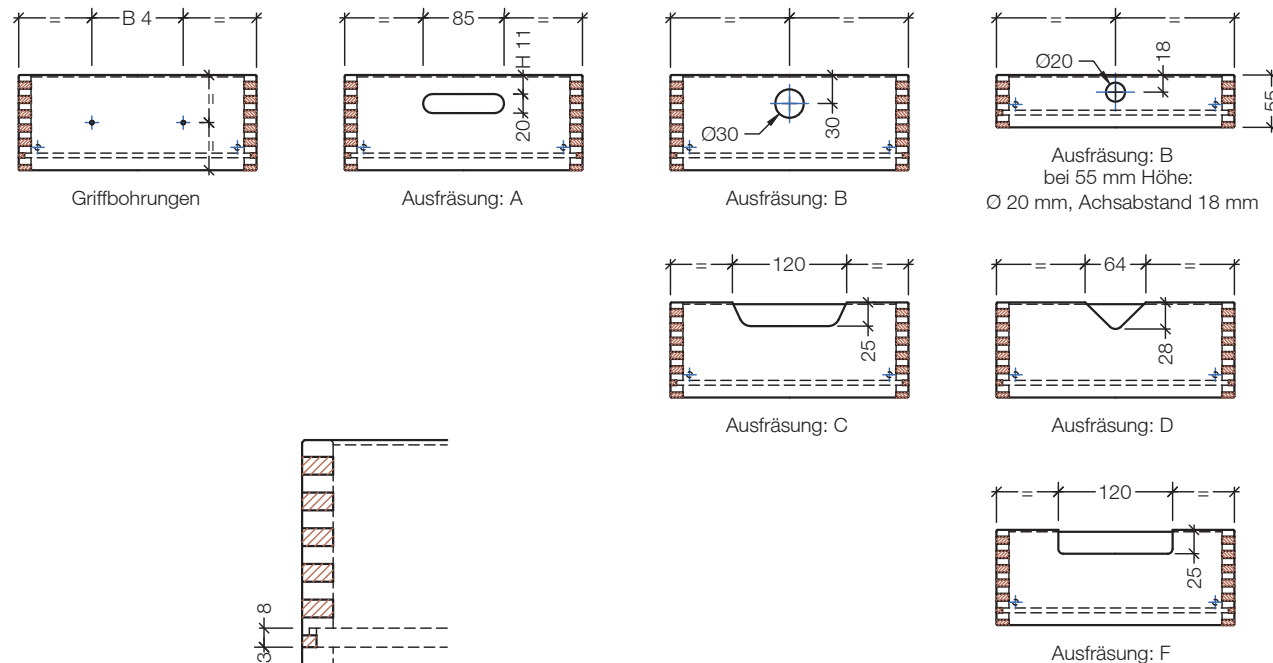 = B 4 =
=
=
Griffbohrungen
= 85 =
H 11
20
Ausfräsung: A
= =
Ø30
30
Ausfräsung: B
= =
Ø20
18
55
Ausfräsung: B
bei 55 mm Höhe:
Ø 20 mm, Achsabstand 18 mm
= 120 =
25
Ausfräsung: C
= 64 =
28
Ausfräsung: D
= 120 =
25
Ausfräsung: F
8
3